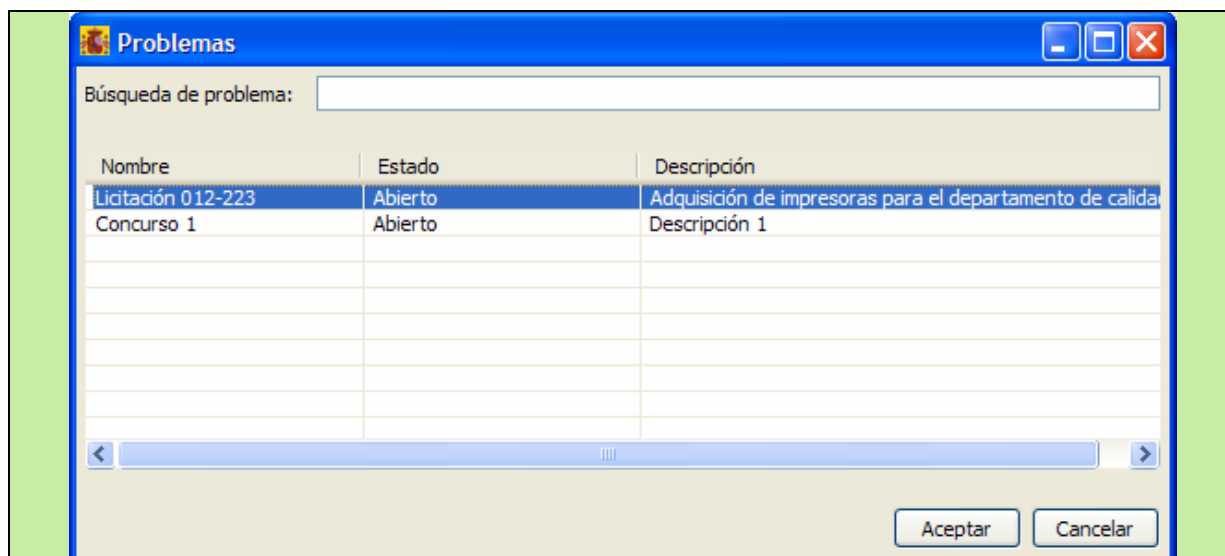 Problemas
Búsqueda de problema:
Nombre Estado Descripción
Licitación 012-223 Abierto Adquisición de impresoras para el departamento de calida
Concurso 1 Abierto Descripción 1
Aceptar Cancelar